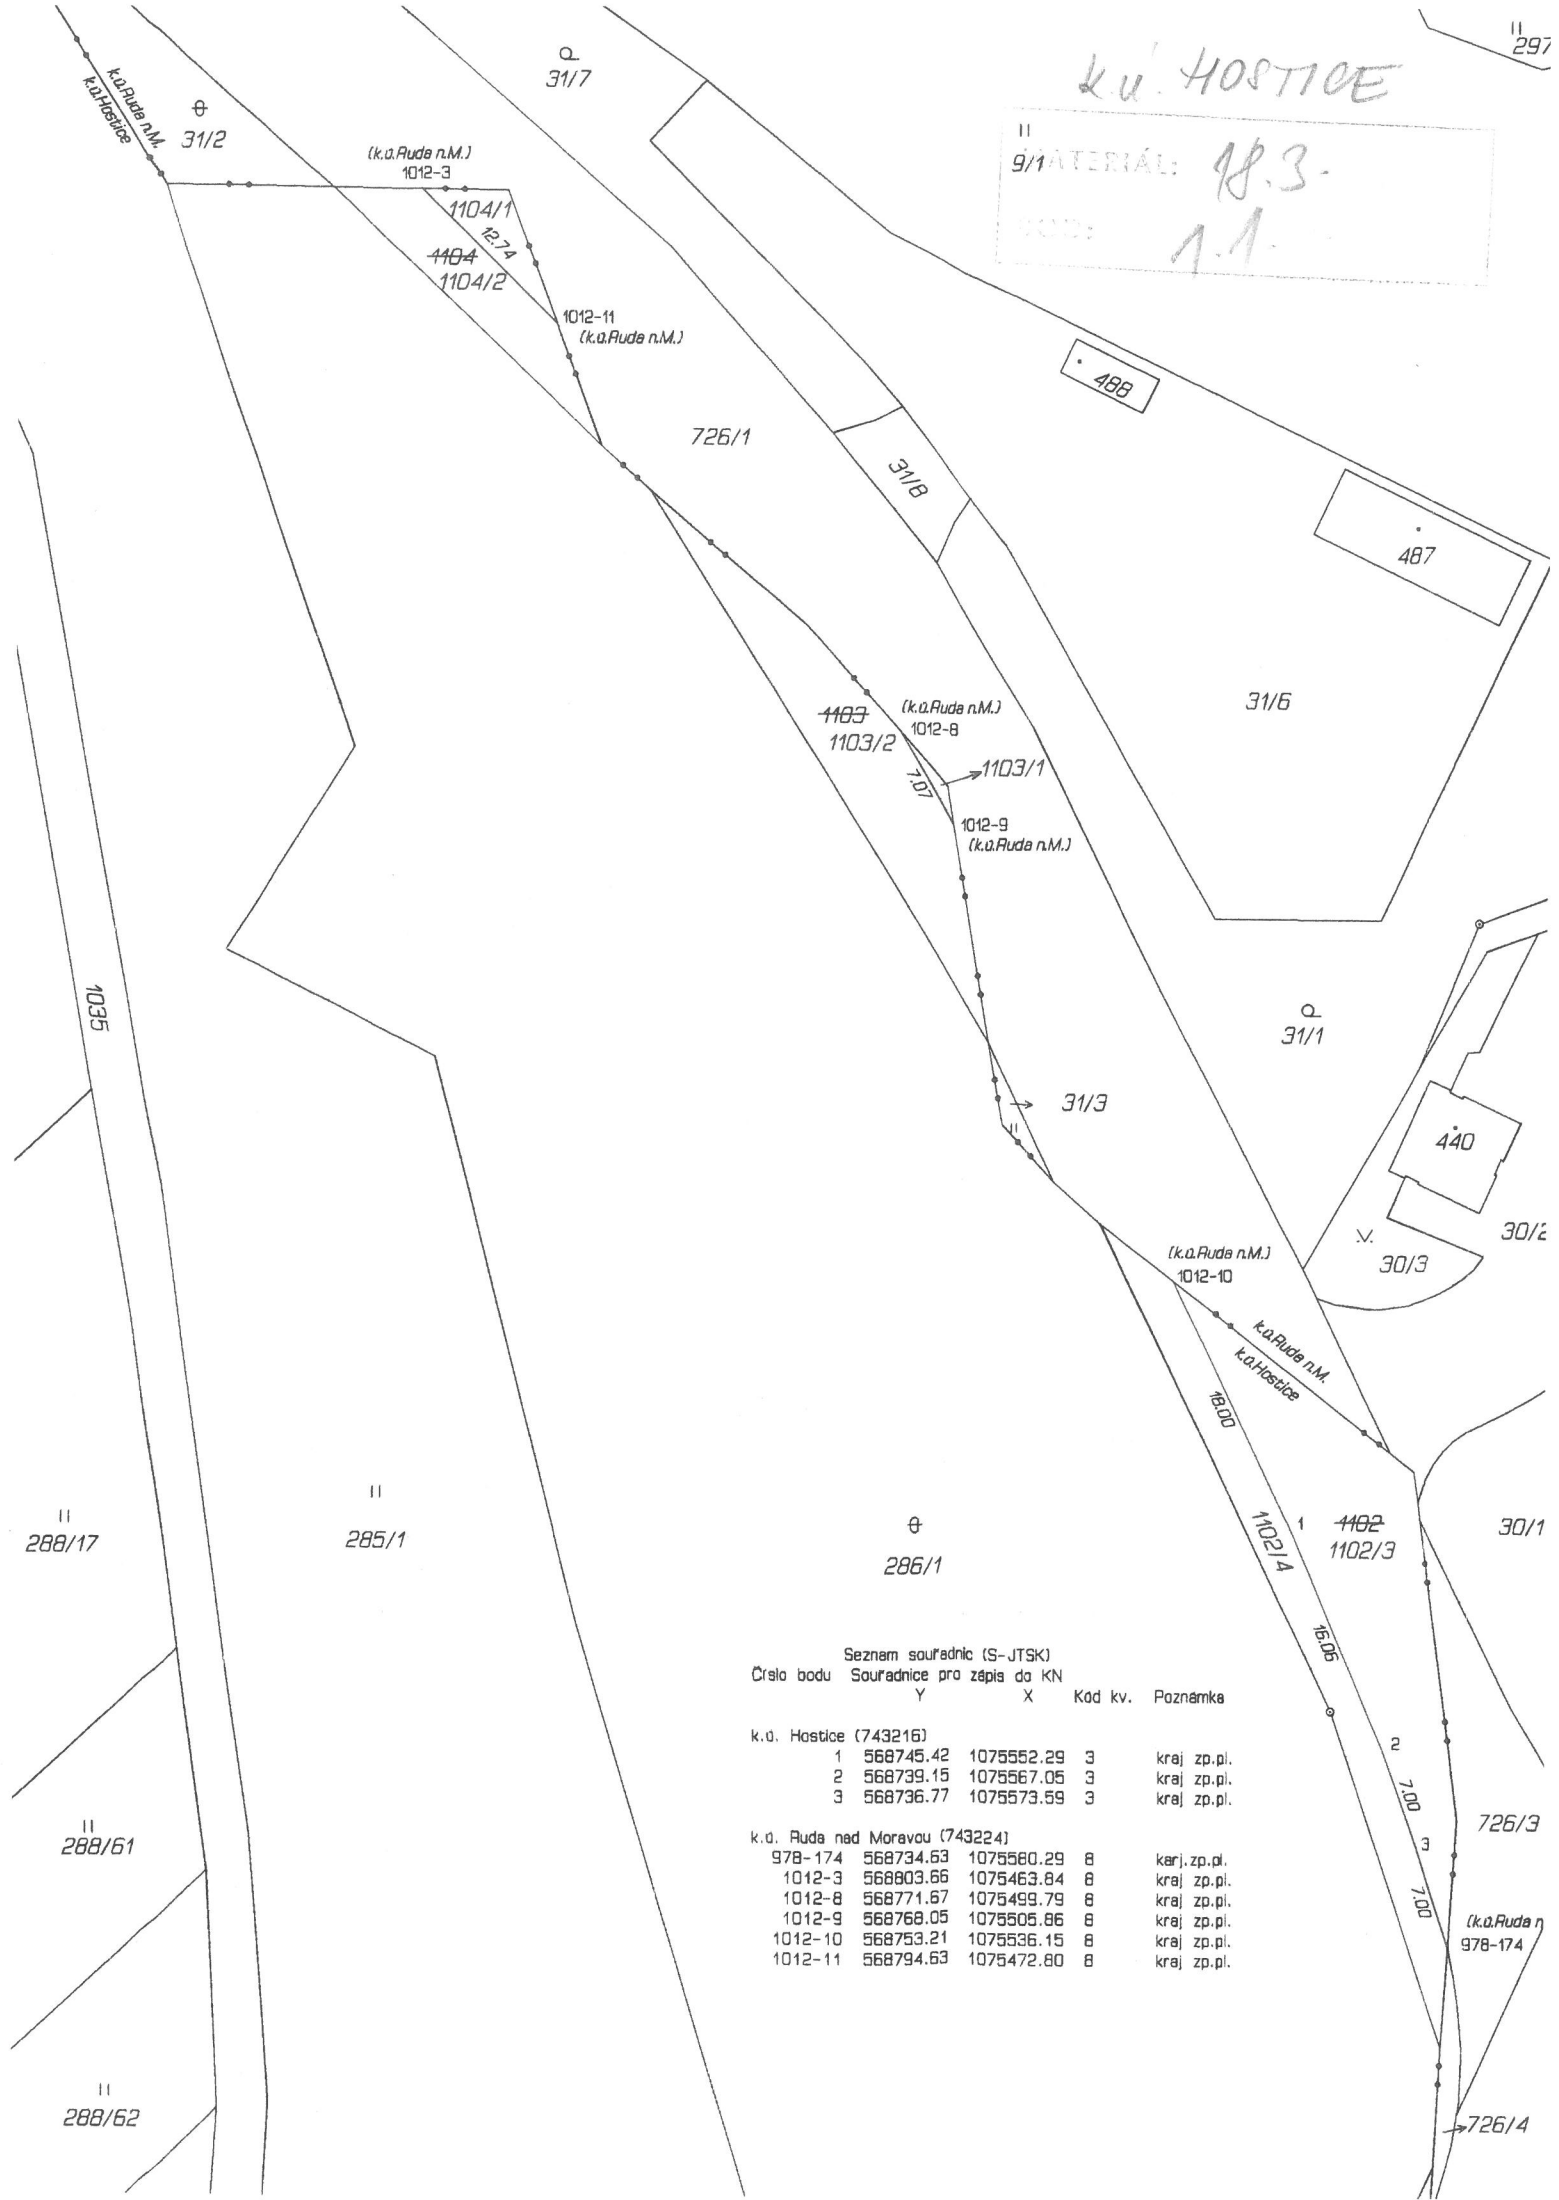 297
k.ú. HOSTICE
MATERIÁL: 18.3.
1.1.
II
9/1
31/7
k.ú.Ruda n.M.
k.ú.Hostice
31/2
(k.ú.Ruda n.M.)
1012-3
1104/1
12.74
1104
1104/2
1012-11
(k.ú.Ruda n.M.)
488
726/1
31/8
487
31/6
1103
1103/2
(k.ú.Ruda n.M.)
1012-8
1103/1
7.07
1012-9
(k.ú.Ruda n.M.)
1035
31/1
31/3
440
30/2
30/3
(k.ú.Ruda n.M.)
1012-10
k.ú.Ruda n.M.
k.ú.Hostice
18.00
288/17
285/1
286/1
1102/4
1
1102
1102/3
30/1
16.06
2
7.00
3
726/3
7.00
(k.ú.Ruda n
978-174
Seznam souřadnic (S-JTSK)
Číslo bodu Souřadnice pro zápis do KN
Y X Kód kv. Poznámka
k.ú. Hostice (743216)
1 568745.42 1075552.29 3 kraj zp.pl.
2 568739.15 1075567.05 3 kraj zp.pl.
3 568736.77 1075573.59 3 kraj zp.pl.
k.ú. Ruda nad Moravou (743224)
978-174 568734.63 1075580.29 8 karj.zp.pl.
1012-3 568803.66 1075463.84 8 kraj zp.pl.
1012-8 568771.67 1075499.79 8 kraj zp.pl.
1012-9 568768.05 1075505.86 8 kraj zp.pl.
1012-10 568753.21 1075536.15 8 kraj zp.pl.
1012-11 568794.63 1075472.80 8 kraj zp.pl.
288/61
288/62
726/4